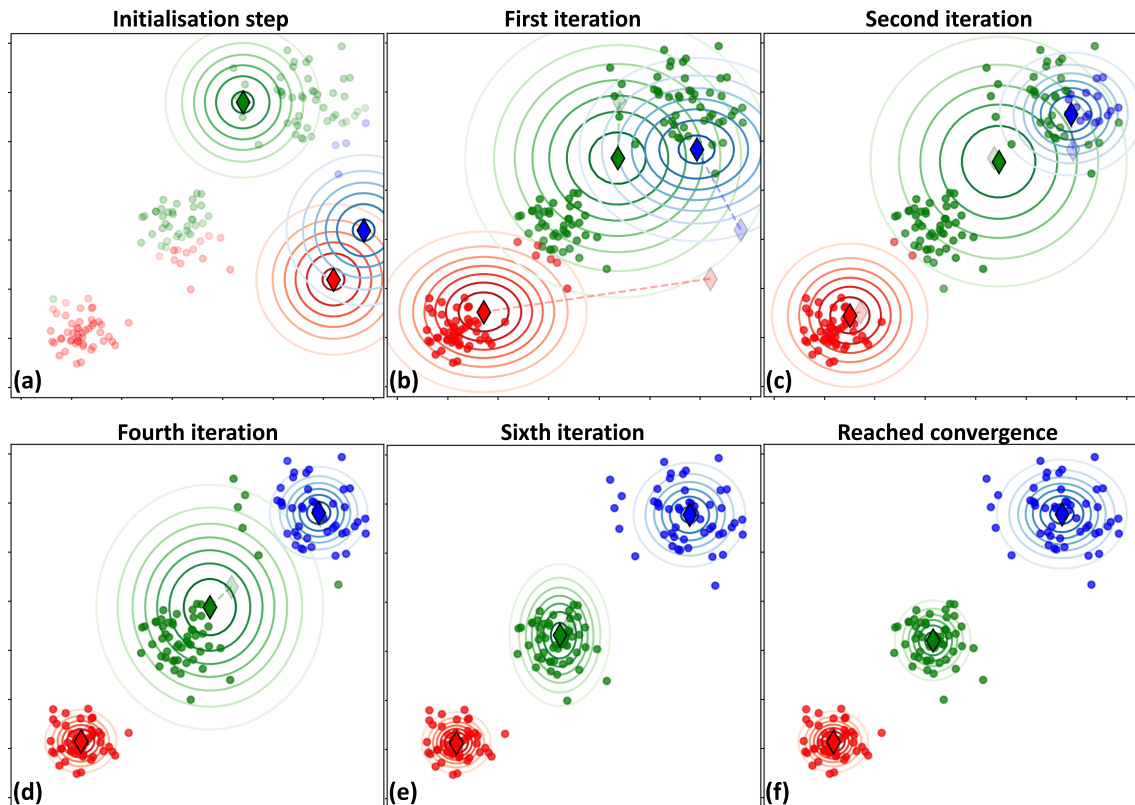 Initialisation step
First iteration
Second iteration
(a)
(b)
(c)
Fourth iteration
Sixth iteration
Reached convergence
(d)
(e)
(f)